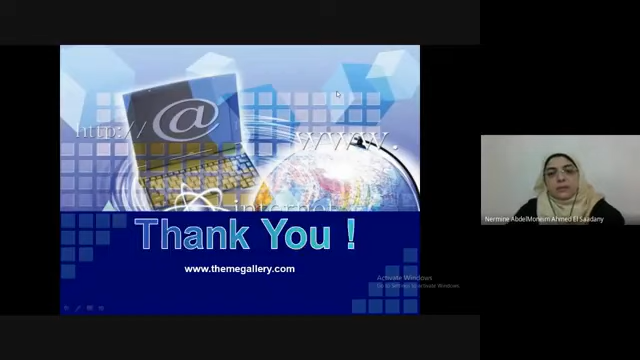 http://
@
www.
internet
Thank You !
www.themegallery.com
Activate Windows
Go to Settings to activate Windows.
Nermine AbdelMoneim Ahmed El Saadany